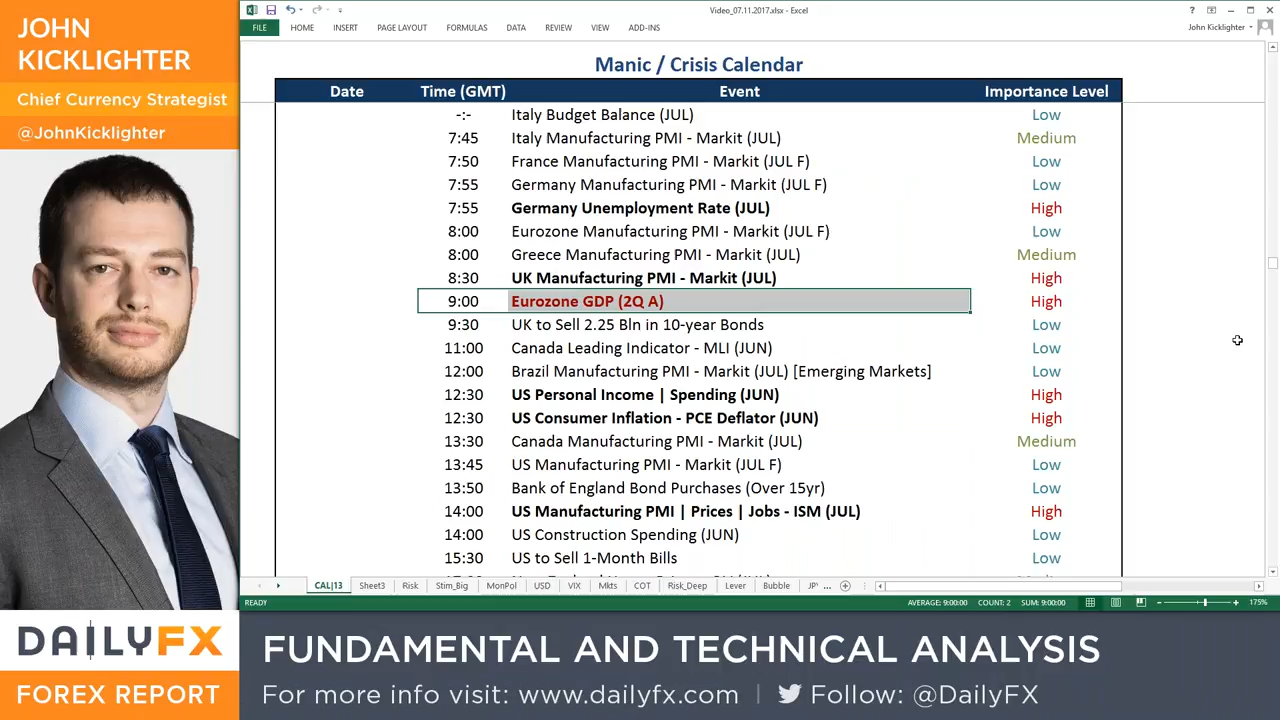 JOHN
KICKLIGHTER
Chief Currency Strategist
@JohnKicklighter
DAILYFX
FOREX REPORT
Video_07.11.2017.xlsx - Excel
FILE HOME INSERT PAGE LAYOUT FORMULAS DATA REVIEW VIEW ADD-INS John Kicklighter
Manic / Crisis Calendar
Date Time (GMT) Event Importance Level
-:- Italy Budget Balance (JUL) Low
7:45 Italy Manufacturing PMI - Markit (JUL) Medium
7:50 France Manufacturing PMI - Markit (JUL F) Low
7:55 Germany Manufacturing PMI - Markit (JUL F) Low
7:55 Germany Unemployment Rate (JUL) High
8:00 Eurozone Manufacturing PMI - Markit (JUL F) Low
8:00 Greece Manufacturing PMI - Markit (JUL) Medium
8:30 UK Manufacturing PMI - Markit (JUL) High
9:00 Eurozone GDP (2Q A) High
9:30 UK to Sell 2.25 Bln in 10-year Bonds Low
11:00 Canada Leading Indicator - MLI (JUN) Low
12:00 Brazil Manufacturing PMI - Markit (JUL) [Emerging Markets] Low
12:30 US Personal Income | Spending (JUN) High
12:30 US Consumer Inflation - PCE Deflator (JUN) High
13:30 Canada Manufacturing PMI - Markit (JUL) Medium
13:45 US Manufacturing PMI - Markit (JUL F) Low
13:50 Bank of England Bond Purchases (Over 15yr) Low
14:00 US Manufacturing PMI | Prices | Jobs - ISM (JUL) High
14:00 US Construction Spending (JUN) Low
15:30 US to Sell 1-Month Bills Low
CAL|13 Sheet3 Risk Stim Big MonPol USD VIX Mkts COT Risk_Deep Lever Bubble JP ...
READY AVERAGE: 9:00:00 COUNT: 2 SUM: 9:00:00 175%
FUNDAMENTAL AND TECHNICAL ANALYSIS
For more info visit: www.dailyfx.com | Follow: @DailyFX